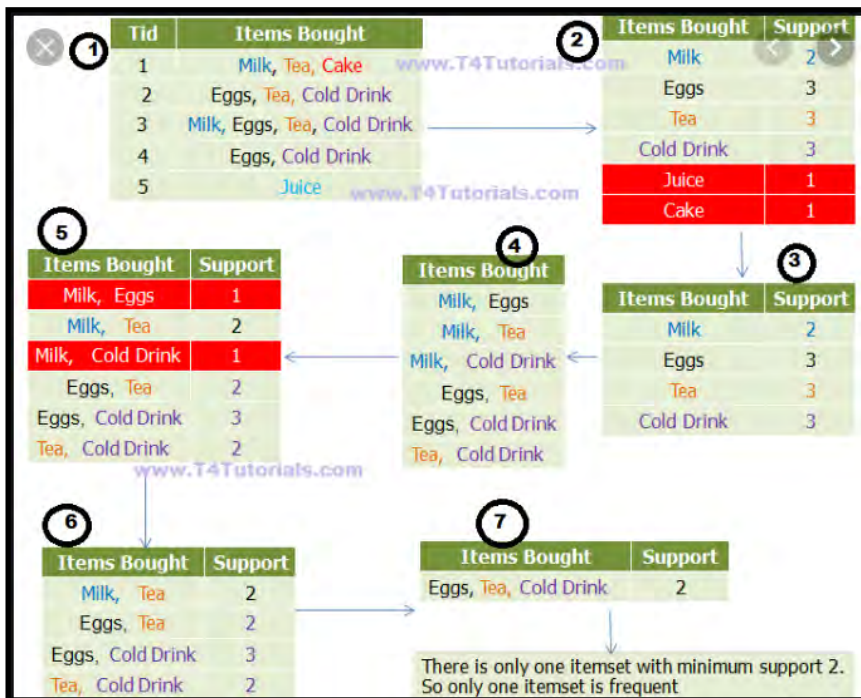 1
Tid Items Bought
1 Milk, Tea, Cake
2 Eggs, Tea, Cold Drink
3 Milk, Eggs, Tea, Cold Drink
4 Eggs, Cold Drink
5 Juice
www.T4Tutorials.com
www.T4Tutorials.com
2
Items Bought Support
Milk 2
Eggs 3
Tea 3
Cold Drink 3
Juice 1
Cake 1
3
Items Bought Support
Milk 2
Eggs 3
Tea 3
Cold Drink 3
4
Items Bought
Milk, Eggs
Milk, Tea
Milk, Cold Drink
Eggs, Tea
Eggs, Cold Drink
Tea, Cold Drink
5
Items Bought Support
Milk, Eggs 1
Milk, Tea 2
Milk, Cold Drink 1
Eggs, Tea 2
Eggs, Cold Drink 3
Tea, Cold Drink 2
www.T4Tutorials.com
6
Items Bought Support
Milk, Tea 2
Eggs, Tea 2
Eggs, Cold Drink 3
Tea, Cold Drink 2
7
Items Bought Support
Eggs, Tea, Cold Drink 2
There is only one itemset with minimum support 2.
So only one itemset is frequent